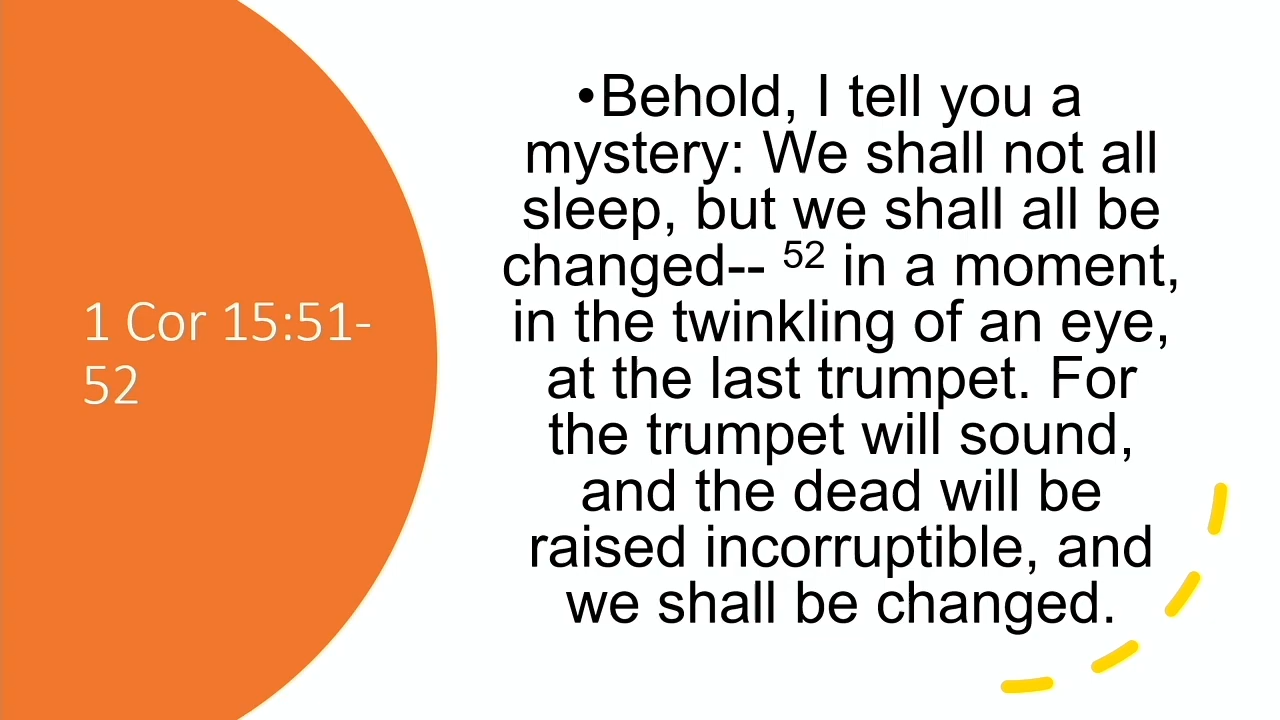 1 Cor 15:51-
52
•Behold, I tell you a
mystery: We shall not all
sleep, but we shall all be
changed-- 52 in a moment,
in the twinkling of an eye,
at the last trumpet. For
the trumpet will sound,
and the dead will be
raised incorruptible, and
we shall be changed.